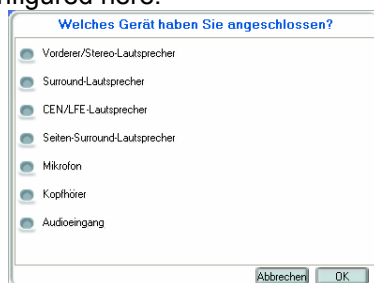 nfigured here.
Welches Gerät haben Sie angeschlossen?
Vorderer/Stereo-Lautsprecher
Surround-Lautsprecher
CEN/LFE-Lautsprecher
Seiten-Surround-Lautsprecher
Mikrofon
Kopfhörer
Audioeingang
Abbrechen OK